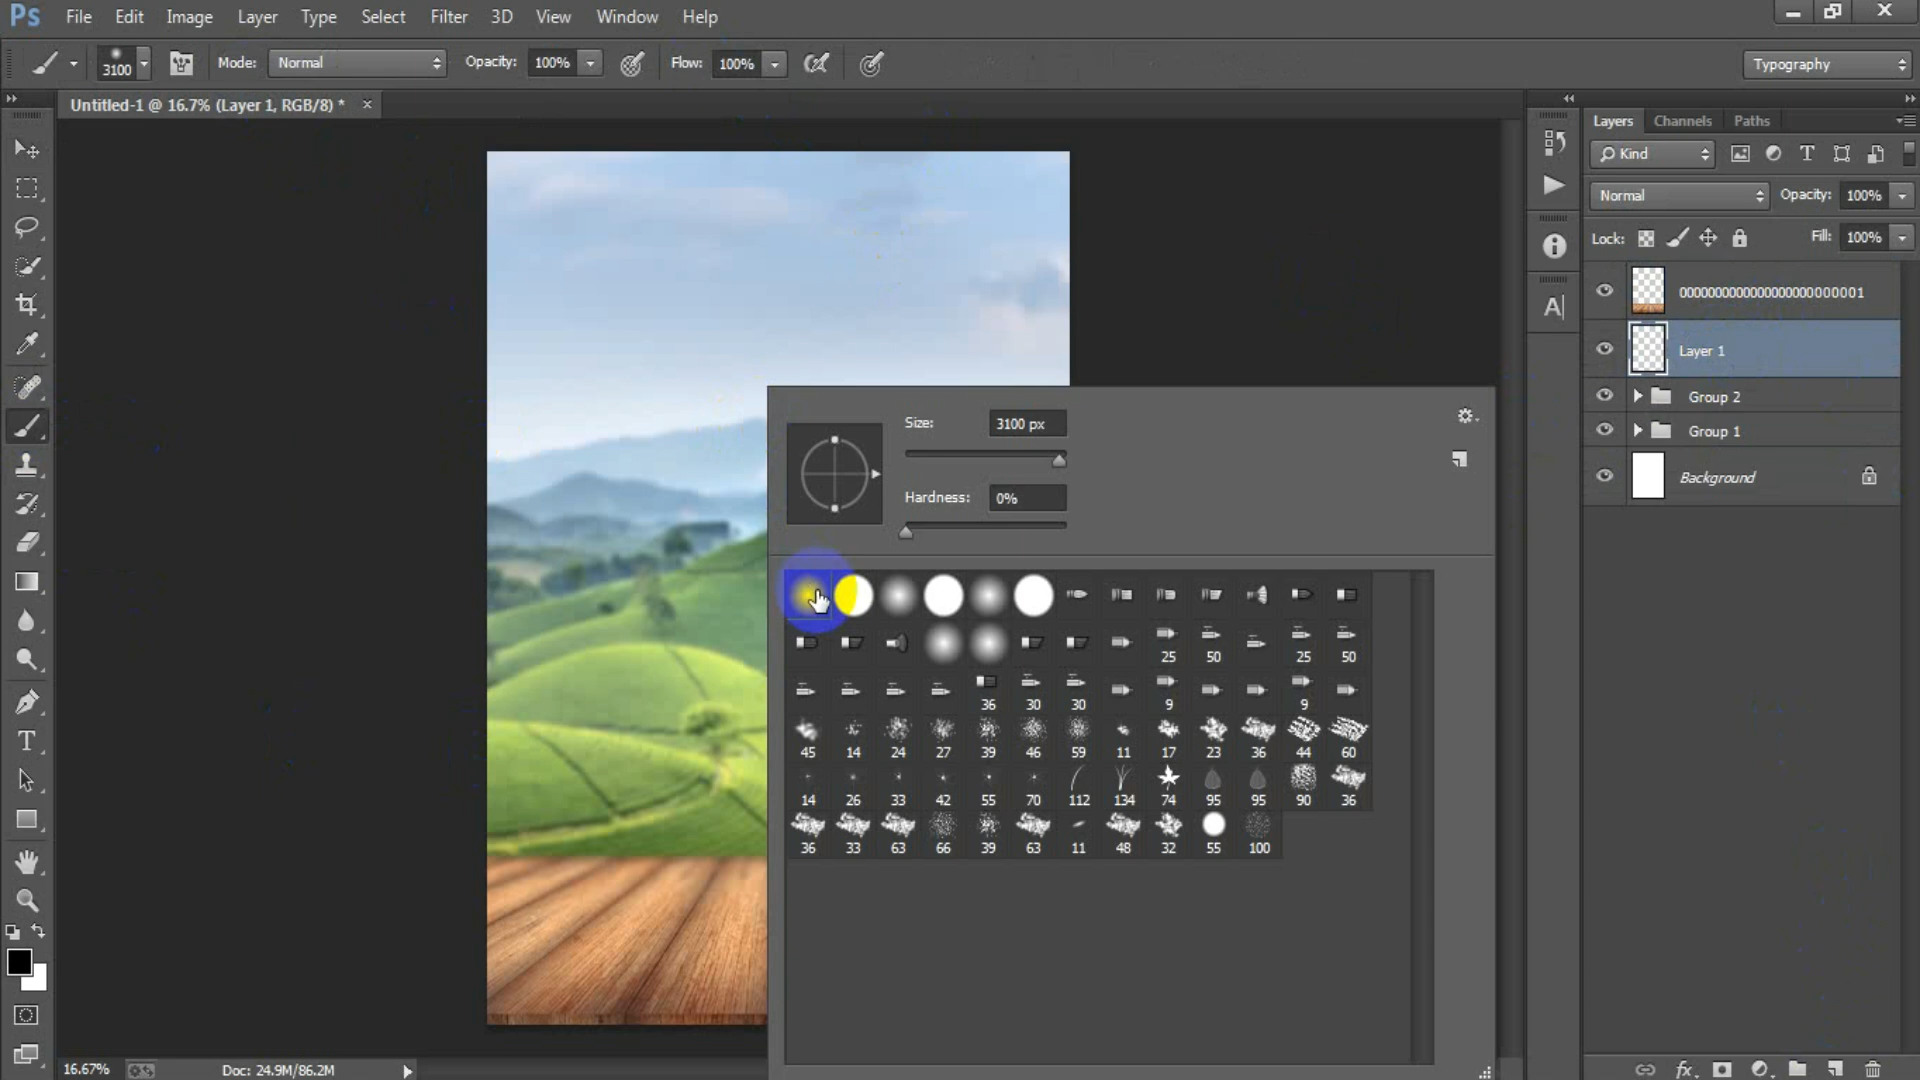 Ps File Edit Image Layer Type Select Filter 3D View Window Help
3100 Mode: Normal Opacity: 100% Flow: 100% Typography
Untitled-1 @ 16.7% (Layer 1, RGB/8) * ×
Layers Channels Paths
Kind
Normal Opacity: 100%
Lock: Fill: 100%
Layer 1
Group 2
Group 1
Background
Size: 3100 px
Hardness: 0%
25 50 25 50
36 30 30 9 9
45 14 24 27 39 46 59 11 17 23 36 44 60
14 26 33 42 55 70 112 134 74 95 95 90 36
36 33 63 66 39 63 11 48 32 55 100
16.67% Doc: 24.9M/86.2M